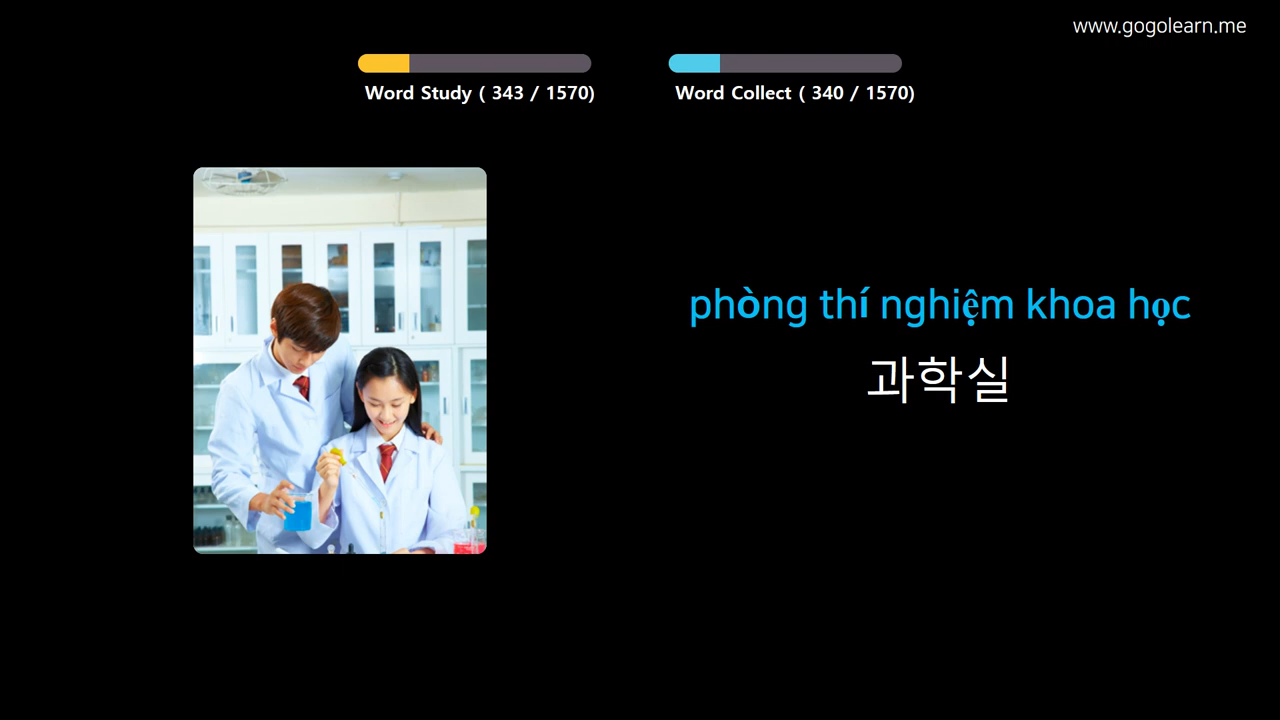 www.gogolearn.me
Word Study ( 343 / 1570)
Word Collect ( 340 / 1570)
phòng thí nghiệm khoa học
과학실